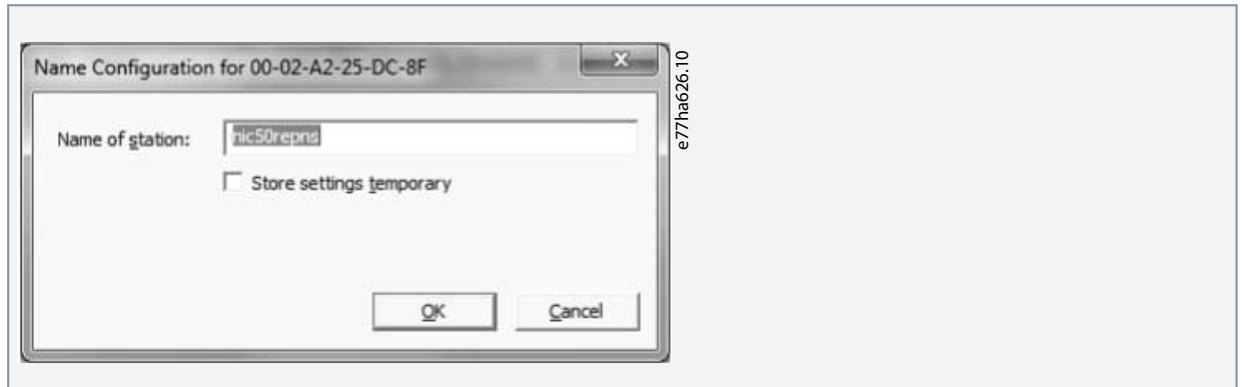 Name Configuration for 00-02-A2-25-DC-8F
Name of station:
nic50repns
Store settings temporary
OK
Cancel
e77ha626.10